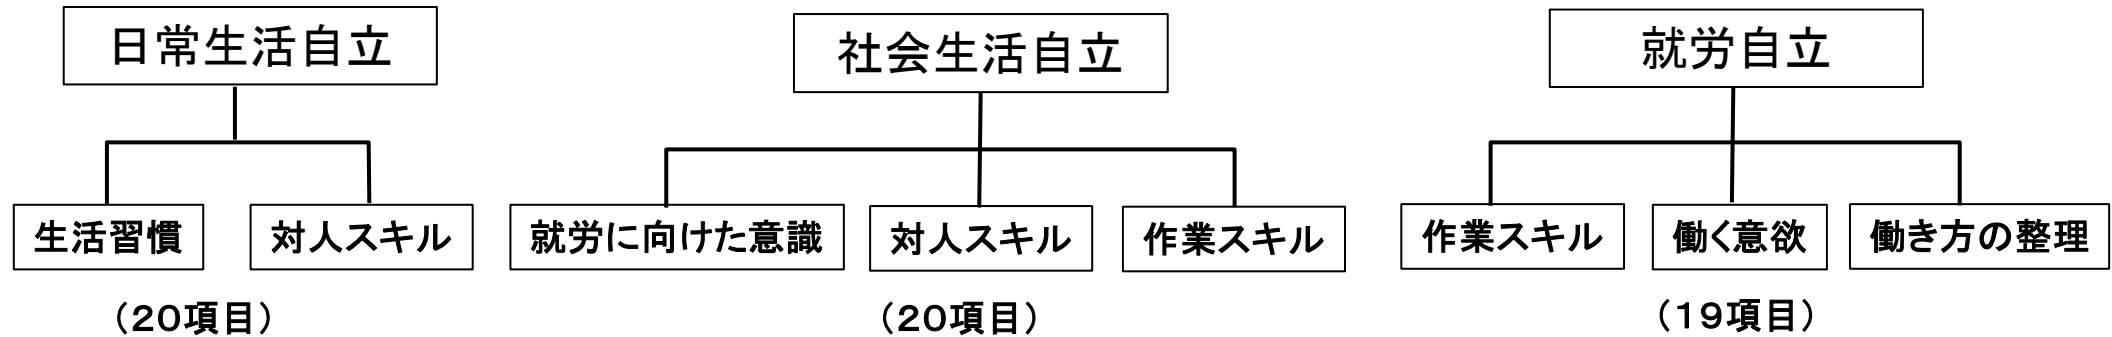 日常生活自立
生活習慣
対人スキル
（20項目）
社会生活自立
就労に向けた意識
対人スキル
作業スキル
（20項目）
就労自立
作業スキル
働く意欲
働き方の整理
（19項目）